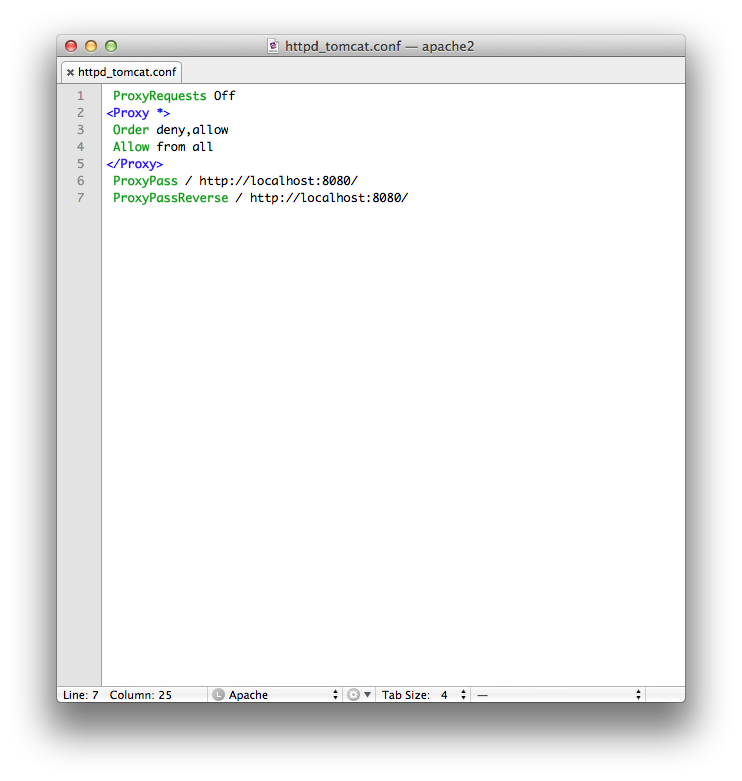 httpd_tomcat.conf — apache2
httpd_tomcat.conf
1 ProxyRequests Off
2 <Proxy *>
3 Order deny,allow
4 Allow from all
5 </Proxy>
6 ProxyPass / http://localhost:8080/
7 ProxyPassReverse / http://localhost:8080/
Line: 7 Column: 25 L Apache Tab Size: 4 —